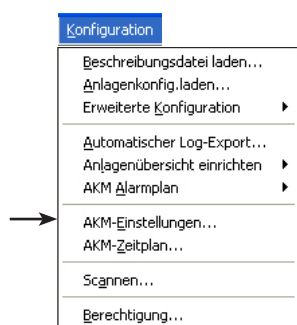 Konfiguration
Beschreibungsdatei laden...
Anlagenkonfig.laden...
Erweiterte Konfiguration
Automatischer Log-Export...
Anlagenübersicht einrichten
AKM Alarmplan
AKM-Einstellungen...
AKM-Zeitplan...
Scannen...
Berechtigung...